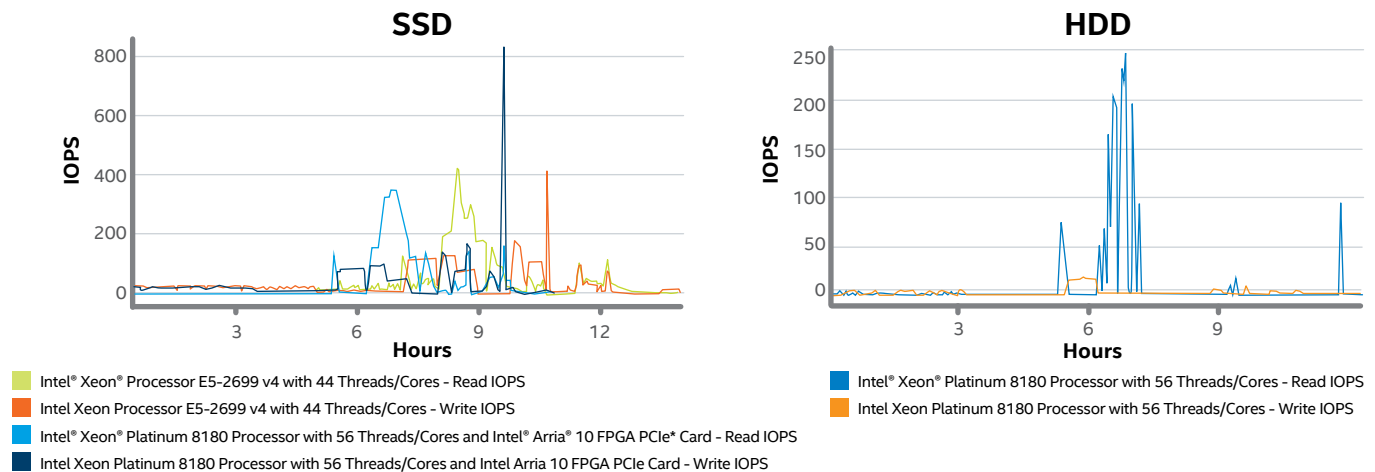 SSD
800
600
400
200
0
IOPS
3
6
9
12
Hours
Intel® Xeon® Processor E5-2699 v4 with 44 Threads/Cores - Read IOPS
Intel Xeon Processor E5-2699 v4 with 44 Threads/Cores - Write IOPS
Intel® Xeon® Platinum 8180 Processor with 56 Threads/Cores and Intel® Arria® 10 FPGA PCIe* Card - Read IOPS
Intel Xeon Platinum 8180 Processor with 56 Threads/Cores and Intel Arria 10 FPGA PCIe Card - Write IOPS
HDD
250
200
150
100
50
0
IOPS
3
6
9
Hours
Intel® Xeon® Platinum 8180 Processor with 56 Threads/Cores - Read IOPS
Intel Xeon Platinum 8180 Processor with 56 Threads/Cores - Write IOPS